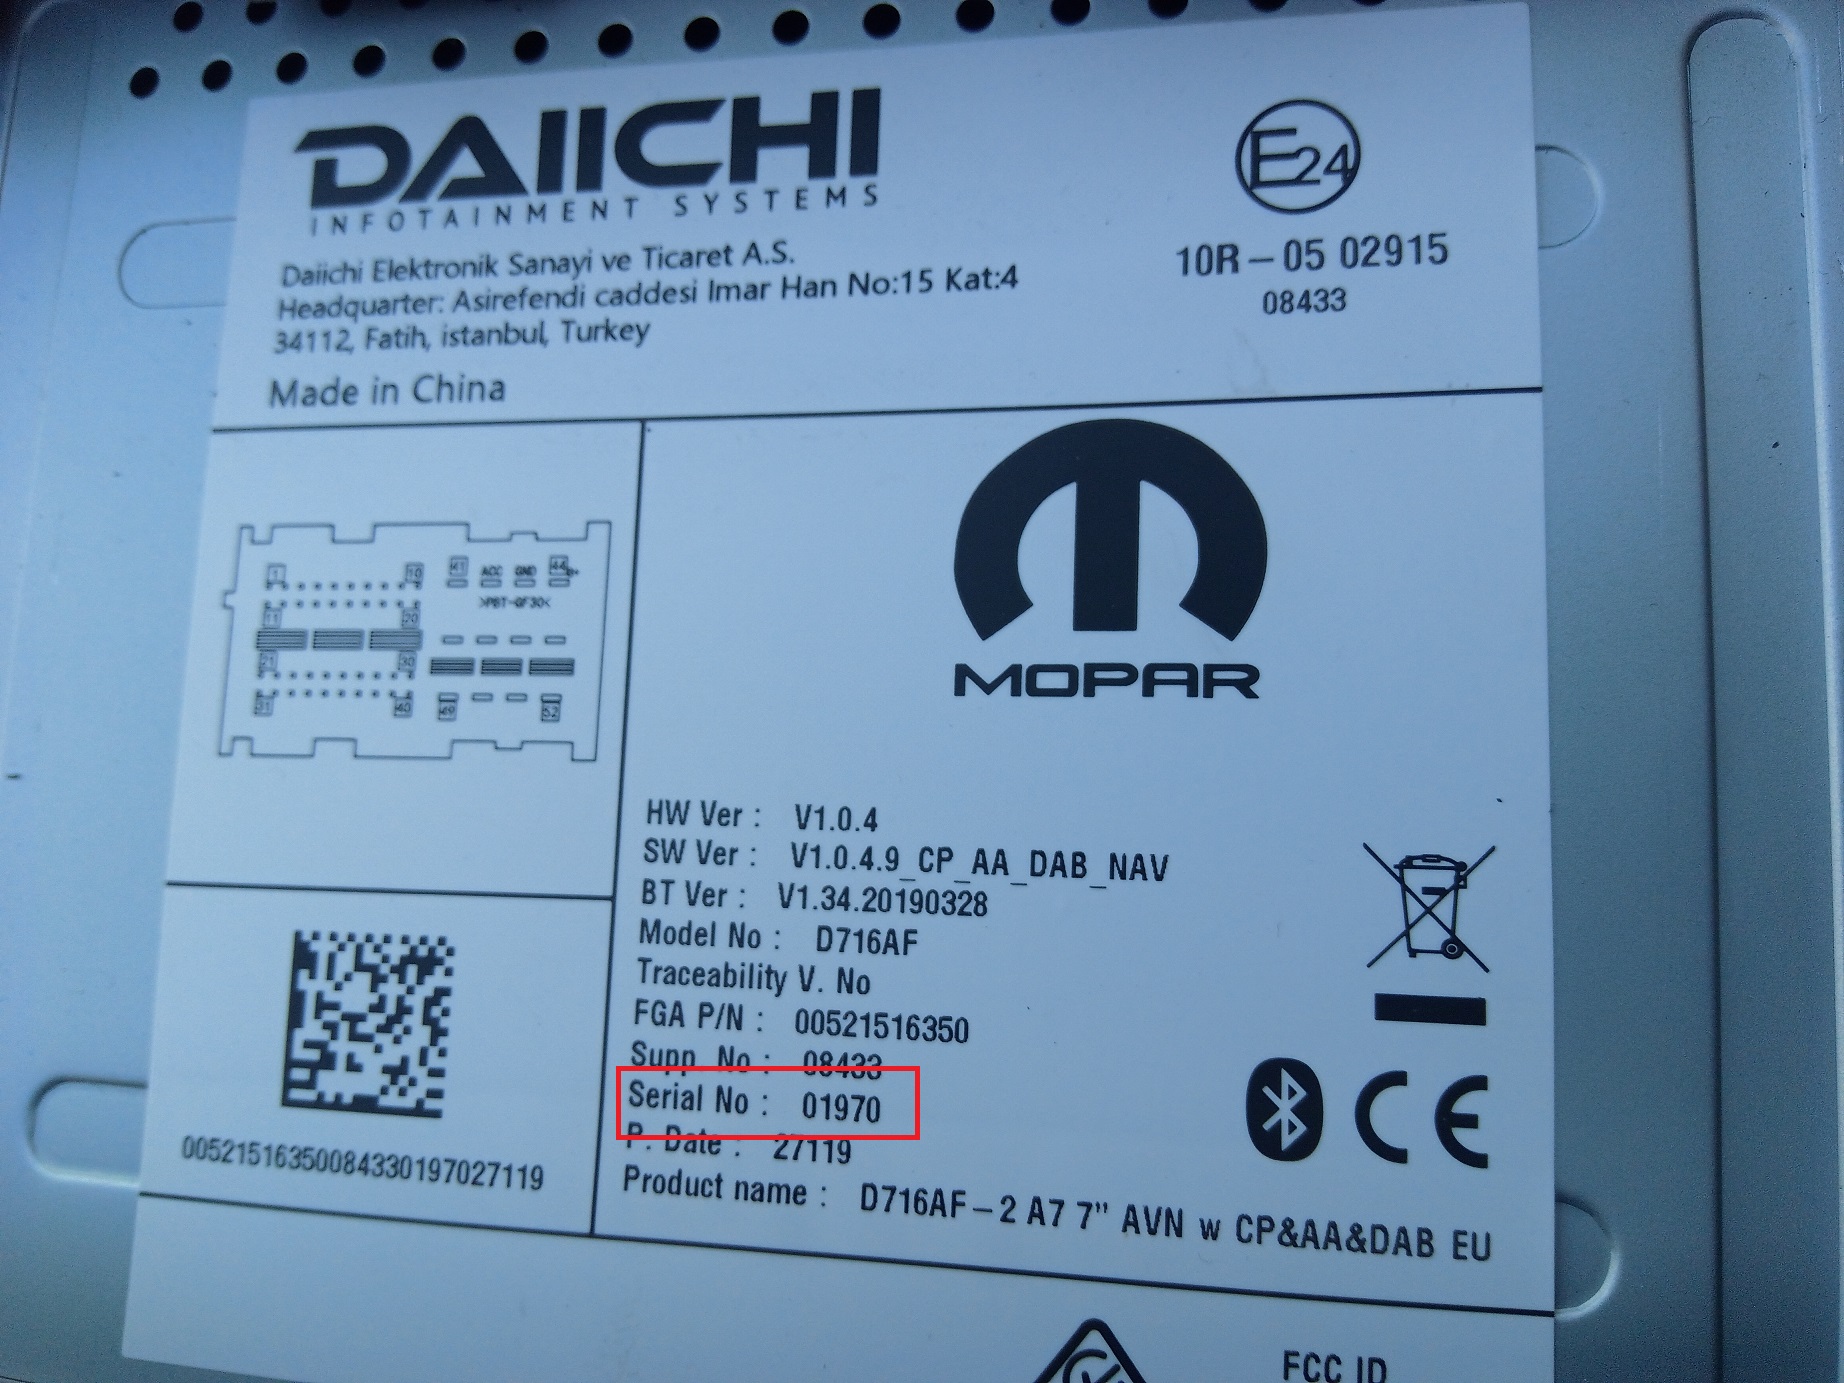 DAIICHI
INFOTAINMENT SYSTEMS
Daiichi Elektronik Sanayi ve Ticaret A.S.
Headquarter: Asirefendi caddesi Imar Han No:15 Kat:4
34112, Fatih, istanbul, Turkey
Made in China
E24
10R-05 02915
08433
1 10 41 ACC GND 44 B+
>PBT-GF30<
11 20
21 30
31 40 49 52
MOPAR
HW Ver : V1.0.4
SW Ver : V1.0.4.9_CP_AA_DAB_NAV
BT Ver : V1.34.20190328
Model No : D716AF
Traceability V. No
FGA P/N : 00521516350
Supp. No : 08433
Serial No : 01970
P. Date : 27119
Product name : D716AF-2 A7 7" AVN w CP&AA&DAB EU
00521516350084330197027119
CE
FCC ID